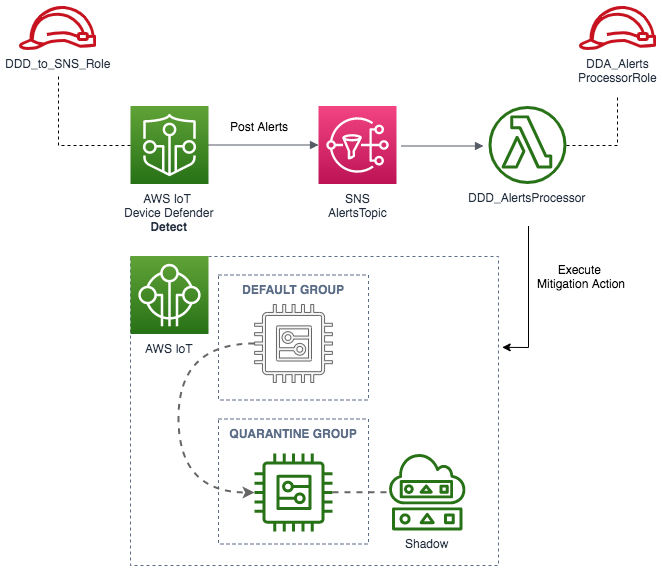 DDD_to_SNS_Role
DDA_Alerts
ProcessorRole
Post Alerts
AWS IoT
Device Defender
Detect
SNS
AlertsTopic
DDD_AlertsProcessor
Execute
Mitigation Action
AWS IoT
DEFAULT GROUP
QUARANTINE GROUP
Shadow